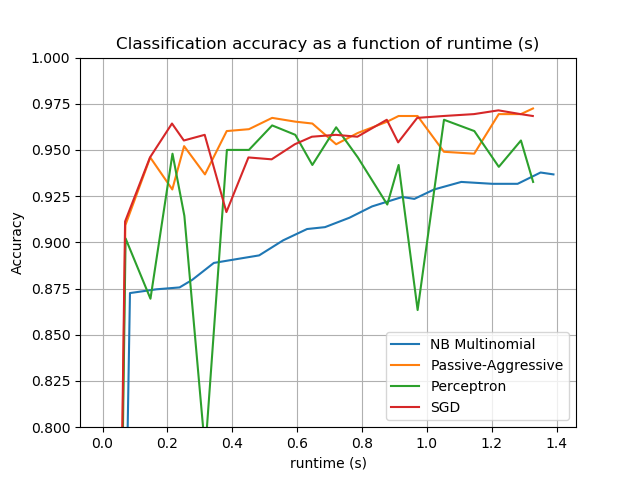 Classification accuracy as a function of runtime (s)
1.000
0.975
0.950
0.925
0.900
0.875
0.850
0.825
0.800
Accuracy
NB Multinomial
Passive-Aggressive
Perceptron
SGD
0.0 0.2 0.4 0.6 0.8 1.0 1.2 1.4
runtime (s)